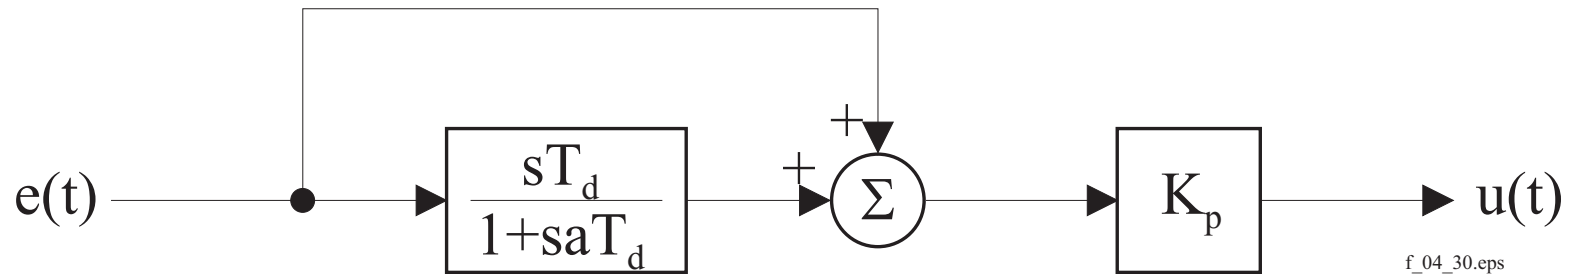 +
+
e(t)
sT_d
1+saT_d
Σ
K_p
u(t)
f_04_30.eps